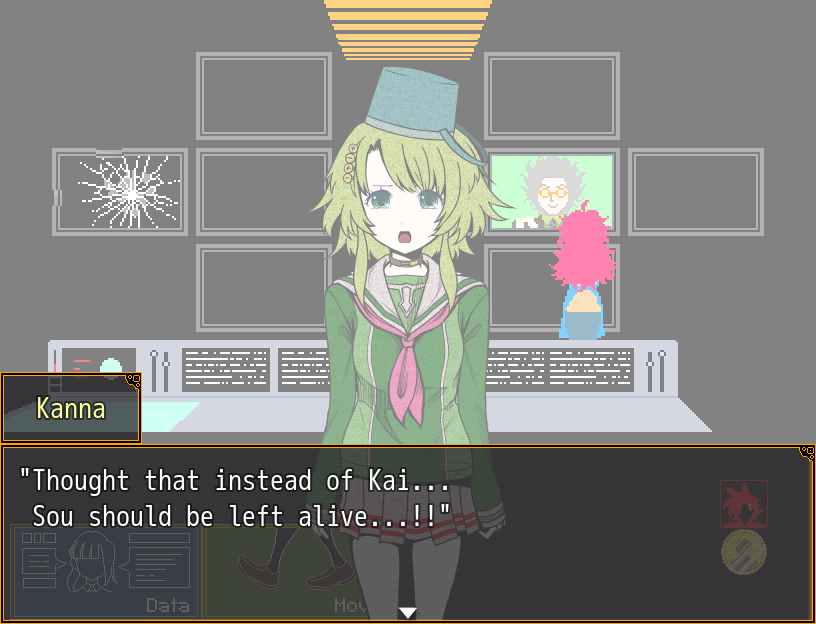 Kanna
"Thought that instead of Kai...
Sou should be left alive...!!"
Data
Mov